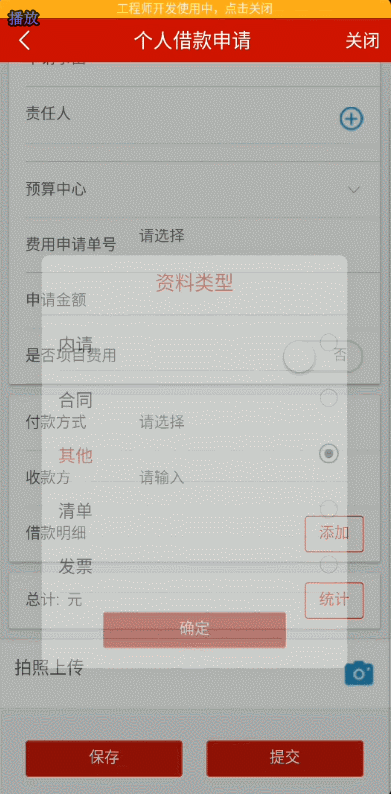 工程师开发使用中，点击关闭
播放
个人借款申请
关闭
责任人
预算中心
费用申请单号
请选择
资料类型
申请金额
内请
是否项目费用
否
合同
付款方式
请选择
其他
收款方
请输入
清单
借款明细
添加
发票
总计: 元
统计
确定
拍照上传
保存
提交